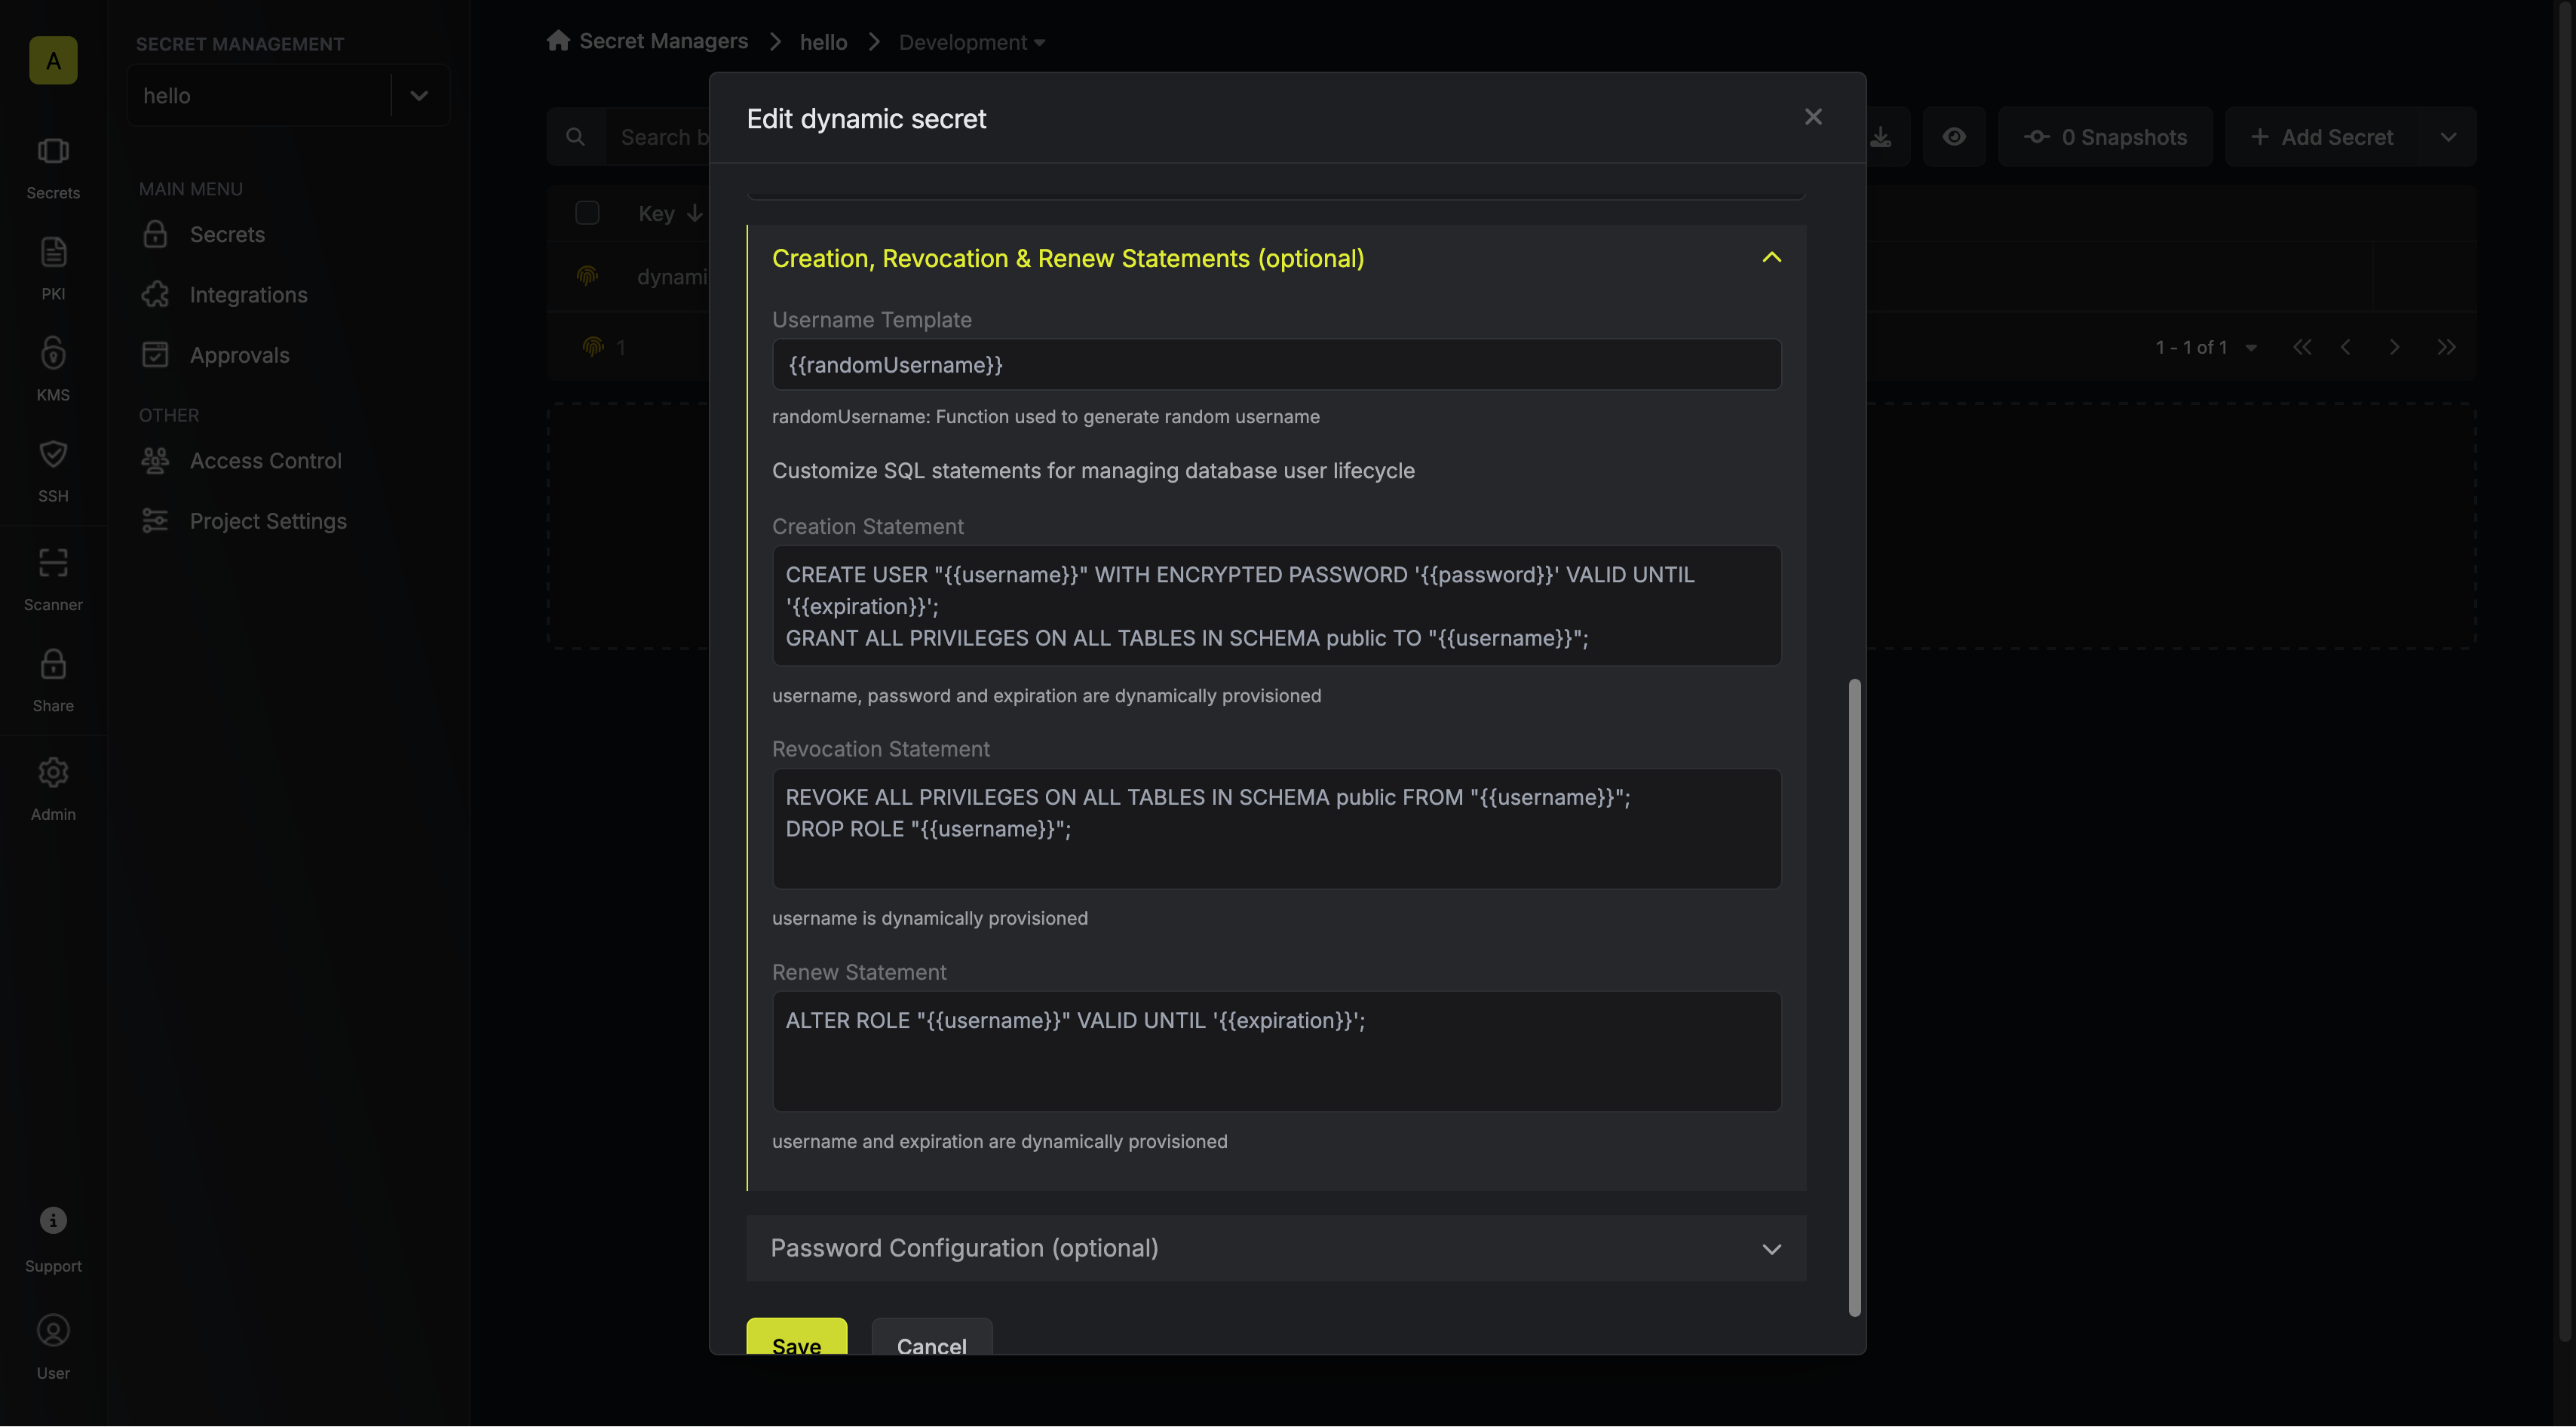 A
Secrets
PKI
KMS
SSH
Scanner
Share
Admin
Support
User
SECRET MANAGEMENT
hello
MAIN MENU
Secrets
Integrations
Approvals
OTHER
Access Control
Project Settings
Secret Managers
hello
Development
Search b
0 Snapshots
Add Secret
Key
dynami
1
1 - 1 of 1
Edit dynamic secret
Creation, Revocation & Renew Statements (optional)
Username Template
{{randomUsername}}
randomUsername: Function used to generate random username
Customize SQL statements for managing database user lifecycle
Creation Statement
CREATE USER "{{username}}" WITH ENCRYPTED PASSWORD '{{password}}' VALID UNTIL
'{{expiration}}';
GRANT ALL PRIVILEGES ON ALL TABLES IN SCHEMA public TO "{{username}}";
username, password and expiration are dynamically provisioned
Revocation Statement
REVOKE ALL PRIVILEGES ON ALL TABLES IN SCHEMA public FROM "{{username}}";
DROP ROLE "{{username}}";
username is dynamically provisioned
Renew Statement
ALTER ROLE "{{username}}" VALID UNTIL '{{expiration}}';
username and expiration are dynamically provisioned
Password Configuration (optional)
Save
Cancel